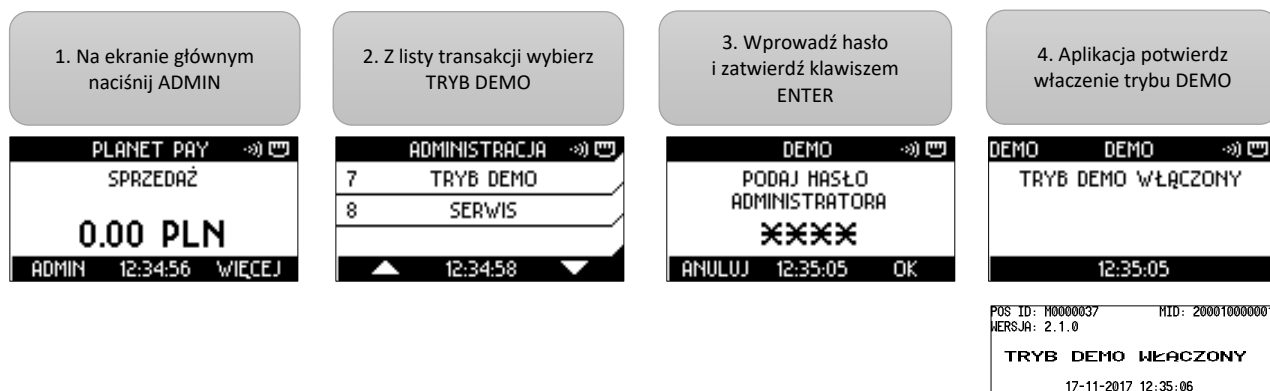 1. Na ekranie głównym
naciśnij ADMIN
2. Z listy transakcji wybierz
TRYB DEMO
3. Wprowadź hasło
i zatwierdź klawiszem
ENTER
4. Aplikacja potwierdz
właczenie trybu DEMO
PLANET PAY
SPRZEDAŻ
0.00 PLN
ADMIN 12:34:56 WIĘCEJ
ADMINISTRACJA
7 TRYB DEMO
8 SERWIS
12:34:58
DEMO
PODAJ HASŁO
ADMINISTRATORA
****
ANULUJ 12:35:05 OK
DEMO DEMO
TRYB DEMO WŁĄCZONY
12:35:05
POS ID: M0000037 MID: 20001000000
WERSJA: 2.1.0
TRYB DEMO WŁĄCZONY
17-11-2017 12:35:06